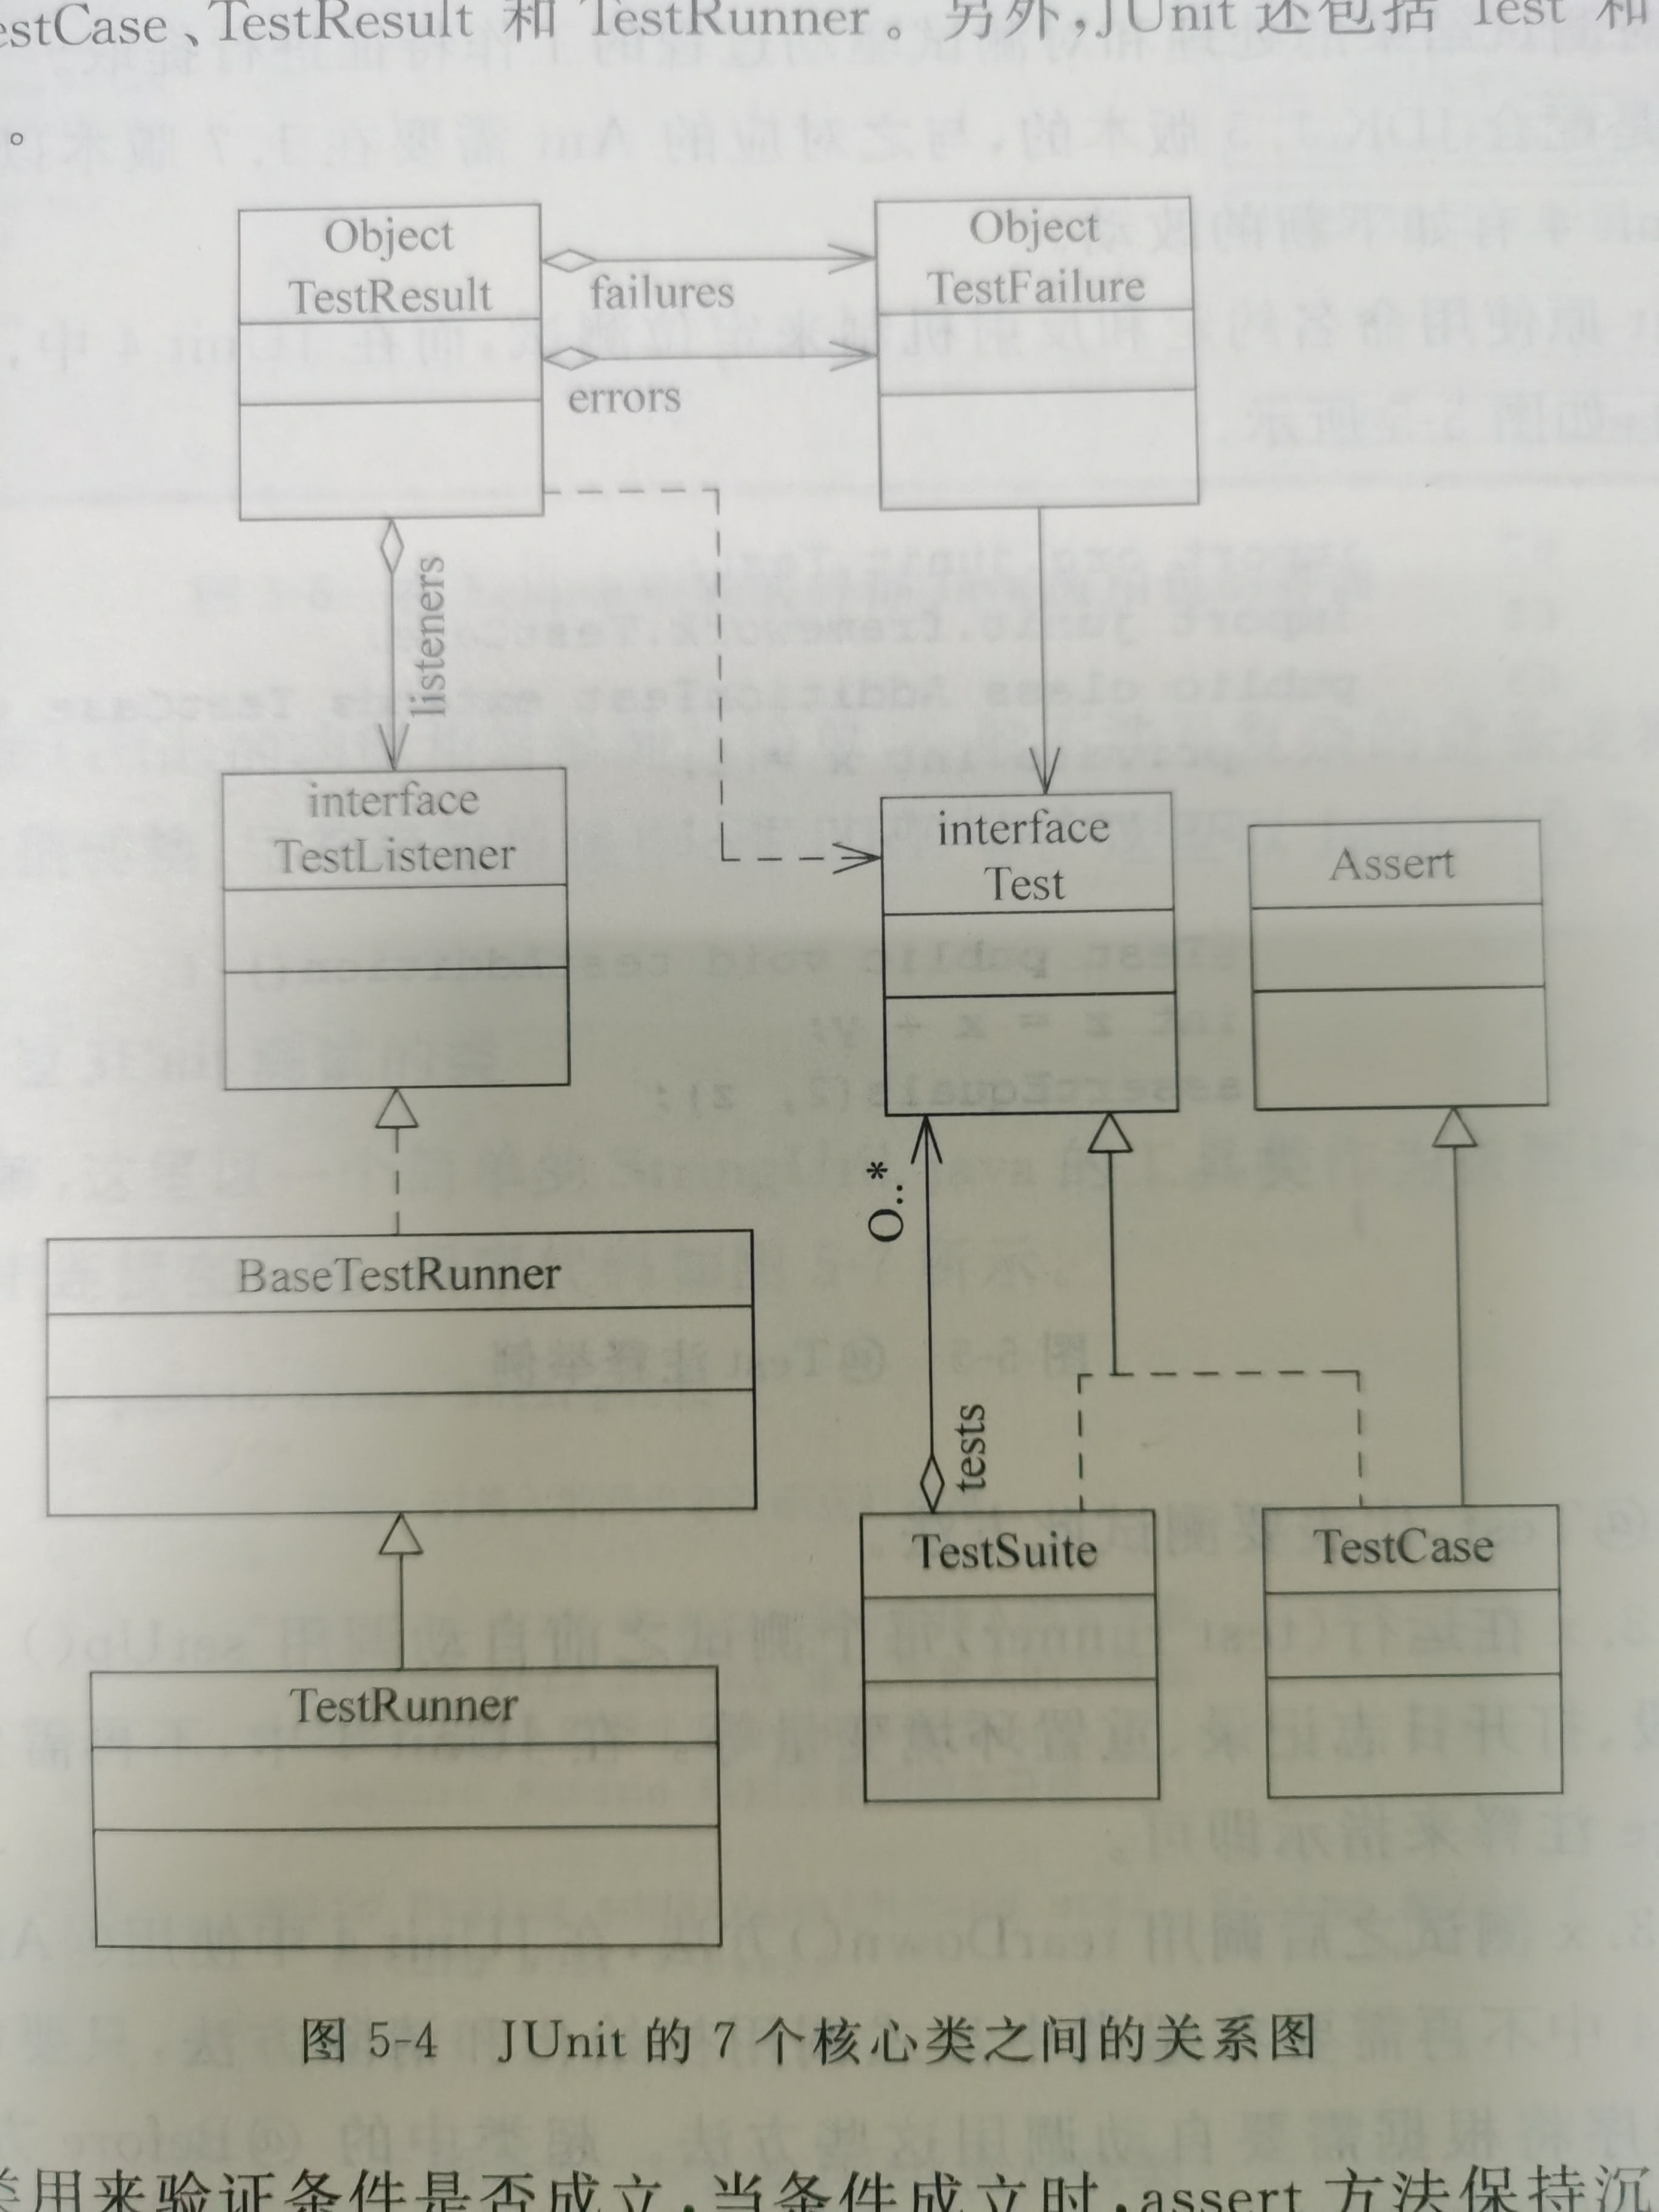 estCase、TestResult 和 TestRunner。另外,JUnit 还包括 Test 和
。
Object
TestResult
failures
errors
Object
TestFailure
listeners
interface
TestListener
interface
Test
Assert
O..*
BaseTestRunner
tests
TestSuite
TestCase
TestRunner
图 5-4 JUnit 的 7 个核心类之间的关系图
类用来验证条件是否成立,当条件成立时,assert 方法保持沉